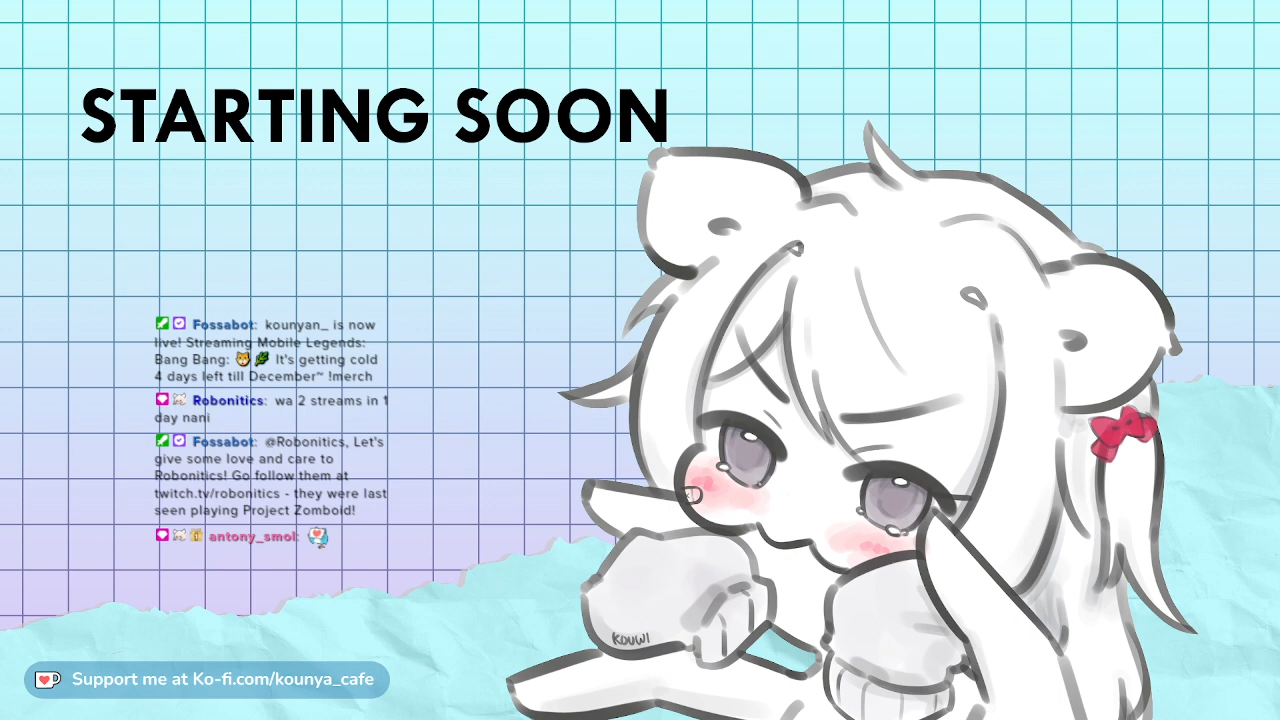 STARTING SOON
Fossabot: kounyan_ is now
live! Streaming Mobile Legends:
Bang Bang: 🐯 🌿 It's getting cold
4 days left till December~ !merch
Robonitics: wa 2 streams in 1
day nani
Fossabot: @Robonitics, Let's
give some love and care to
Robonitics! Go follow them at
twitch.tv/robonitics - they were last
seen playing Project Zomboid!
antony_smol:
KOUWI
Support me at Ko-fi.com/kounya_cafe